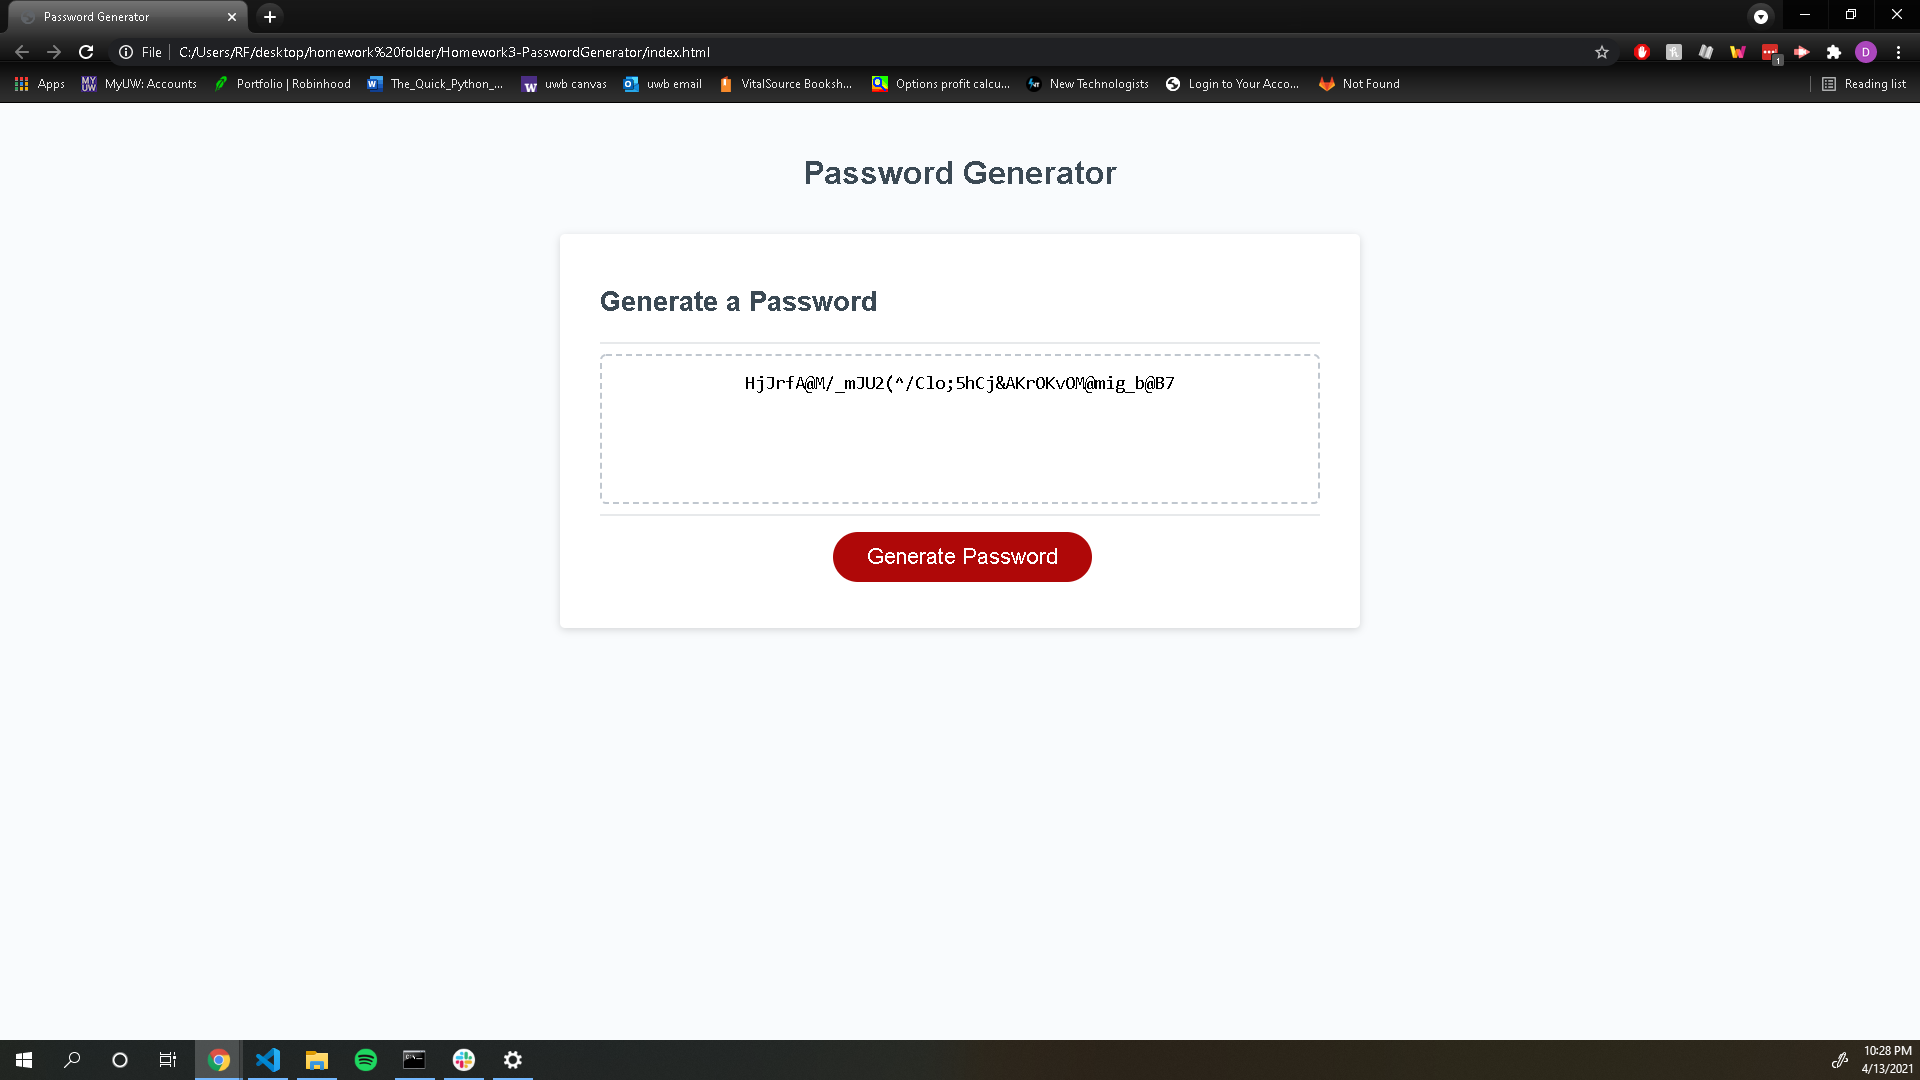 Password Generator
File
C:/Users/RF/desktop/homework%20folder/Homework3-PasswordGenerator/index.html
D
1
Apps
MyUW: Accounts
Portfolio | Robinhood
The_Quick_Python_...
uwb canvas
uwb email
VitalSource Booksh...
Options profit calcu...
New Technologists
Login to Your Acco...
Not Found
Reading list
Password Generator
Generate a Password
HjJrfA@M/_mJU2(^/Clo;5hCj&AKrOKvOM@mig_b@B7
Generate Password
10:28 PM
4/13/2021